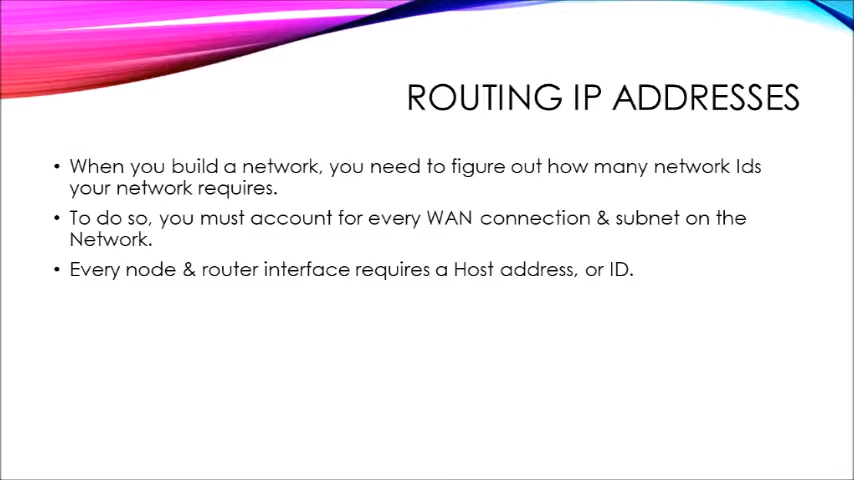 ROUTING IP ADDRESSES
• When you build a network, you need to figure out how many network Ids
your network requires.
• To do so, you must account for every WAN connection & subnet on the
Network.
• Every node & router interface requires a Host address, or ID.